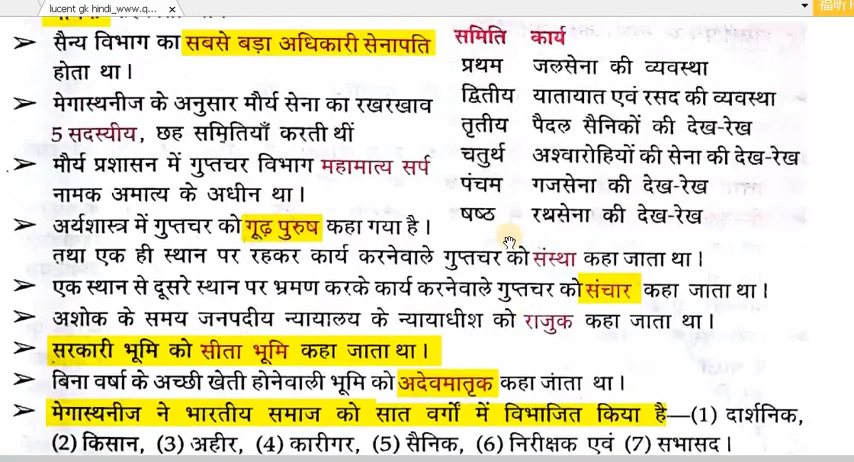 lucent gk hindi_www.q...
सैन्य विभाग का सबसे बड़ा अधिकारी सेनापति
होता था।
मेगास्थनीज के अनुसार मौर्य सेना का रखरखाव
5 सदस्यीय, छह समितियाँ करती थीं
मौर्य प्रशासन में गुप्तचर विभाग महामात्य सर्प
नामक अमात्य के अधीन था।
अर्थशास्त्र में गुप्तचर को गूढ़ पुरुष कहा गया है।
समिति कार्य
प्रथम जलसेना की व्यवस्था
द्वितीय यातायात एवं रसद की व्यवस्था
तृतीय पैदल सैनिकों की देख-रेख
चतुर्थ अश्वारोहियों की सेना की देख-रेख
पंचम गजसेना की देख-रेख
षष्ठ रथसेना की देख-रेख
तथा एक ही स्थान पर रहकर कार्य करनेवाले गुप्तचर को संस्था कहा जाता था।
एक स्थान से दूसरे स्थान पर भ्रमण करके कार्य करनेवाले गुप्तचर को संचार कहा जाता था।
अशोक के समय जनपदीय न्यायालय के न्यायाधीश को राजुक कहा जाता था।
सरकारी भूमि को सीता भूमि कहा जाता था।
बिना वर्षा के अच्छी खेती होनेवाली भूमि को अदेवमातृक कहा जाता था।
मेगास्थनीज ने भारतीय समाज को सात वर्गों में विभाजित किया है—(1) दार्शनिक,
(2) किसान, (3) अहीर, (4) कारीगर, (5) सैनिक, (6) निरीक्षक एवं (7) सभासद।